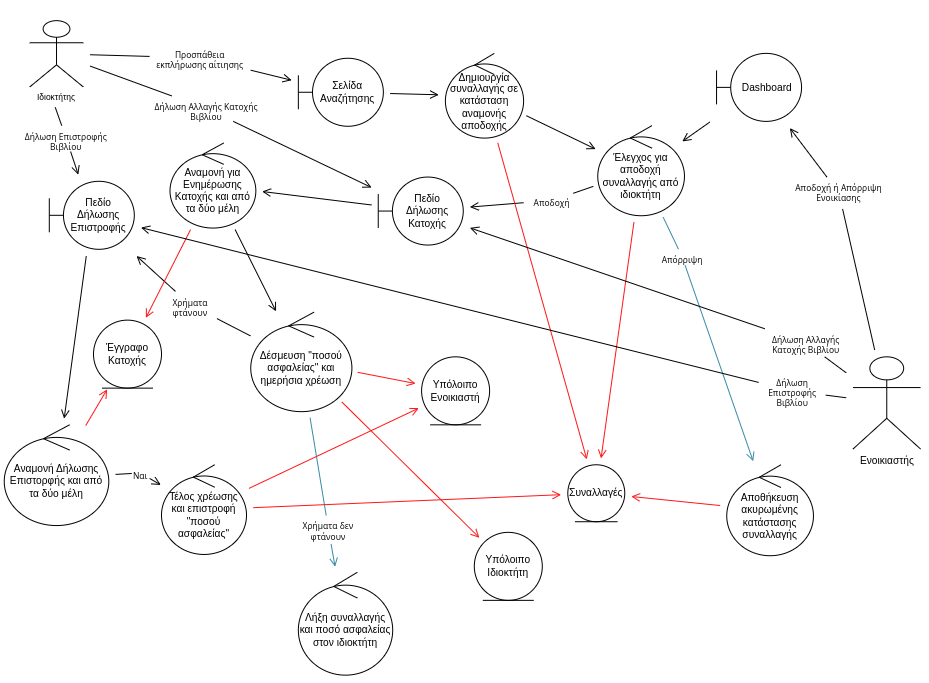 Ιδιοκτήτης
Προσπάθεια
εκπλήρωσης αίτησης
Σελίδα
Αναζήτησης
Δημιουργία
συναλλαγής σε
κατάσταση
αναμονής
αποδοχής
Dashboard
Δήλωση Αλλαγής Κατοχής
Βιβλίου
Δήλωση Επιστροφής
Βιβλίου
Αναμονή για
Ενημέρωσης
Κατοχής και από
τα δύο μέλη
Έλεγχος για
αποδοχή
συναλλαγής από
ιδιοκτήτη
Αποδοχή ή Απόρριψη
Ενοικίασης
Πεδίο
Δήλωσης
Επιστροφής
Πεδίο
Δήλωσης
Κατοχής
Αποδοχή
Απόρριψη
Χρήματα
φτάνουν
Έγγραφο
Κατοχής
Δέσμευση "ποσού
ασφαλείας" και
ημερήσια χρέωση
Υπόλοιπο
Ενοικιαστή
Δήλωση Αλλαγής
Κατοχής Βιβλίου
Δήλωση
Επιστροφής
Βιβλίου
Ενοικιαστής
Αναμονή Δήλωσης
Επιστορφής και από
τα δύο μέλη
Ναι
Τέλος χρέωσης
και επιστροφή
"ποσού
ασφαλείας"
Συναλλαγές
Αποθήκευση
ακυρωμένης
κατάστασης
συναλλαγή
Χρήματα δεν
φτάνουν
Υπόλοιπο
Ιδιοκτήτη
Λήξη συναλλαγής
και ποσό ασφαλείας
στον ιδιοκτήτη